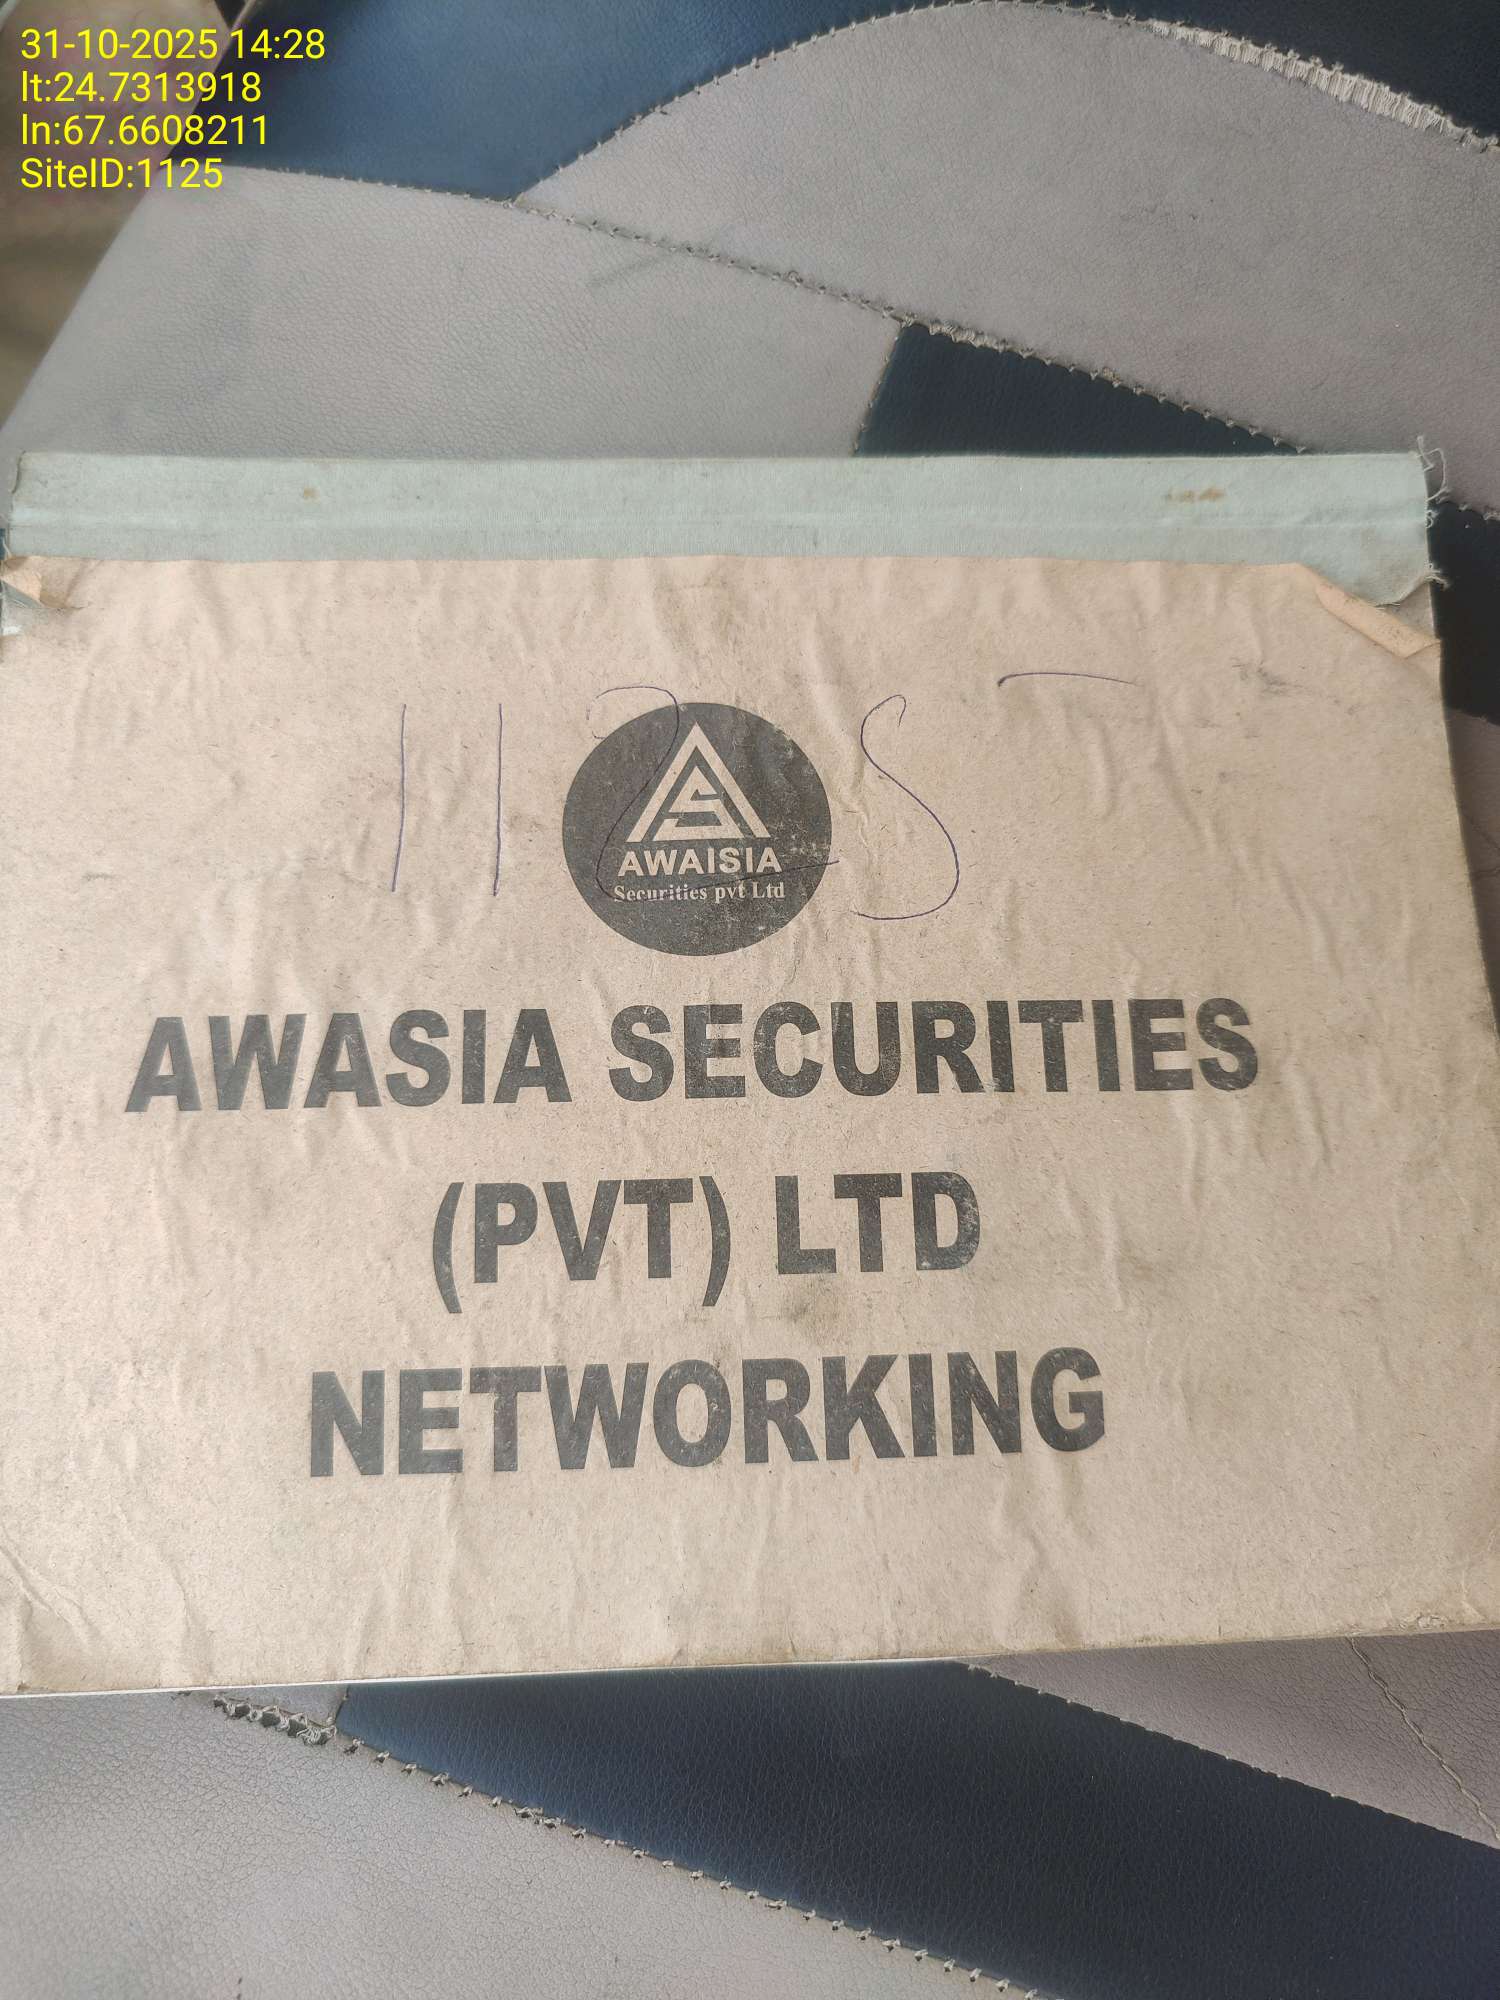 31-10-2025 14:28
lt:24.7313918
ln:67.6608211
SiteID:1125
1125
AWAISIA
Securities pvt Ltd
AWASIA SECURITIES
(PVT) LTD
NETWORKING